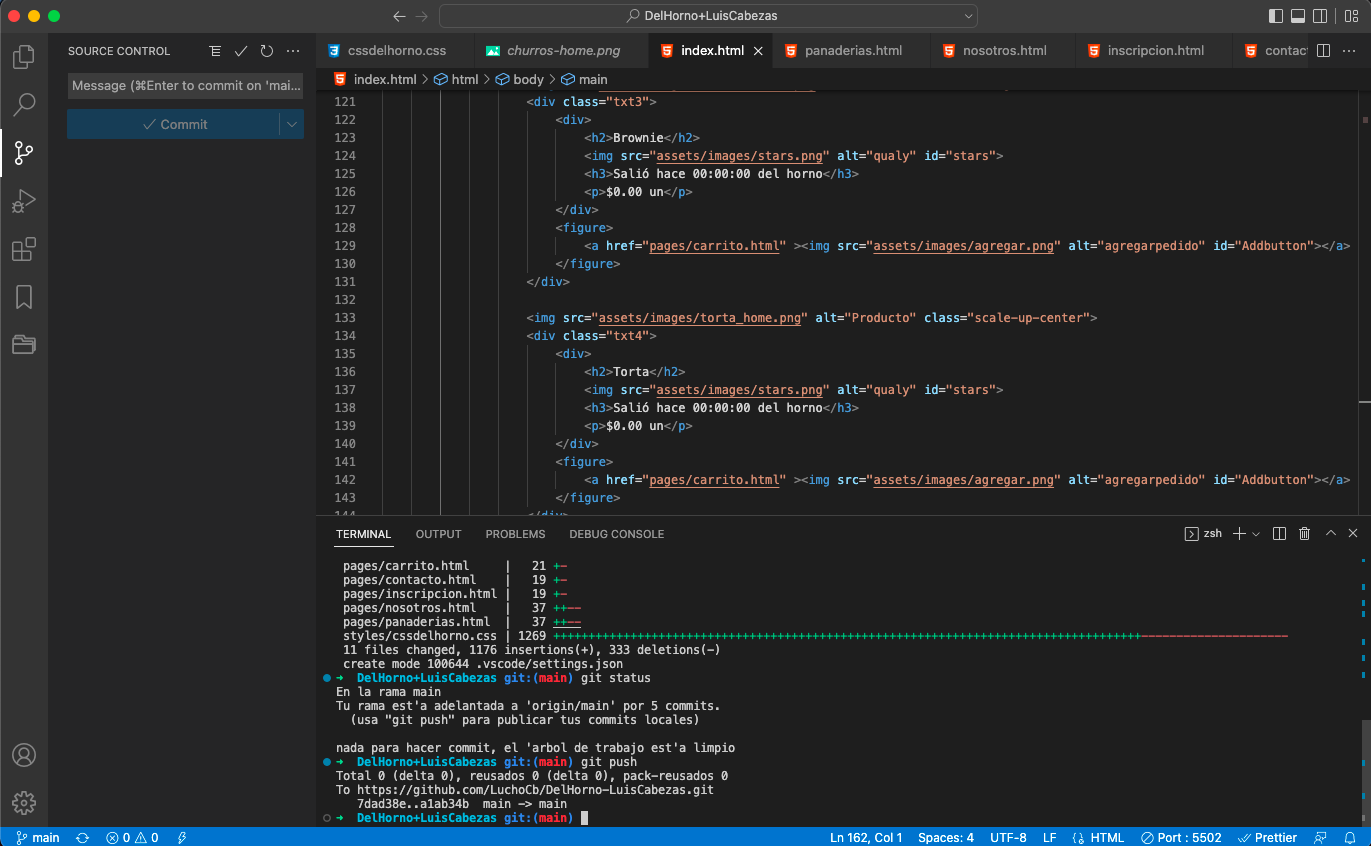 DelHorno+LuisCabezas
SOURCE CONTROL
Message (⌘Enter to commit on 'mai...
Commit
cssdelhorno.css
churros-home.png
index.html
panaderias.html
nosotros.html
inscripcion.html
contac
index.html > html > body > main
121 <div class="txt3">
122 <div>
123 <h2>Brownie</h2>
124 <img src="assets/images/stars.png" alt="qualy" id="stars">
125 <h3>Salió hace 00:00:00 del horno</h3>
126 <p>$0.00 un</p>
127 </div>
128 <figure>
129 <a href="pages/carrito.html" ><img src="assets/images/agregar.png" alt="agregarpedido" id="Addbutton"></a>
130 </figure>
131 </div>
132
133 <img src="assets/images/torta_home.png" alt="Producto" class="scale-up-center">
134 <div class="txt4">
135 <div>
136 <h2>Torta</h2>
137 <img src="assets/images/stars.png" alt="qualy" id="stars">
138 <h3>Salió hace 00:00:00 del horno</h3>
139 <p>$0.00 un</p>
140 </div>
141 <figure>
142 <a href="pages/carrito.html" ><img src="assets/images/agregar.png" alt="agregarpedido" id="Addbutton"></a>
143 </figure>
144 </div>
TERMINAL OUTPUT PROBLEMS DEBUG CONSOLE
zsh
pages/carrito.html | 21 +-
pages/contacto.html | 19 +-
pages/inscripcion.html | 19 +-
pages/nosotros.html | 37 ++--
pages/panaderias.html | 37 ++--
styles/cssdelhorno.css | 1269 ++++++++++++++++++++++++++++++++++++++++++++++++++++++++++++++++++++++++++++++++++++---------------------
11 files changed, 1176 insertions(+), 333 deletions(-)
create mode 100644 .vscode/settings.json
➜ DelHorno+LuisCabezas git:(main) git status
En la rama main
Tu rama est'a adelantada a 'origin/main' por 5 commits.
(usa "git push" para publicar tus commits locales)
nada para hacer commit, el 'arbol de trabajo est'a limpio
➜ DelHorno+LuisCabezas git:(main) git push
Total 0 (delta 0), reusados 0 (delta 0), pack-reusados 0
To https://github.com/LuchoCb/DelHorno-LuisCabezas.git
7dad38e..a1ab34b main -> main
➜ DelHorno+LuisCabezas git:(main)
main 0 0 Ln 162, Col 1 Spaces: 4 UTF-8 LF HTML Port : 5502 Prettier